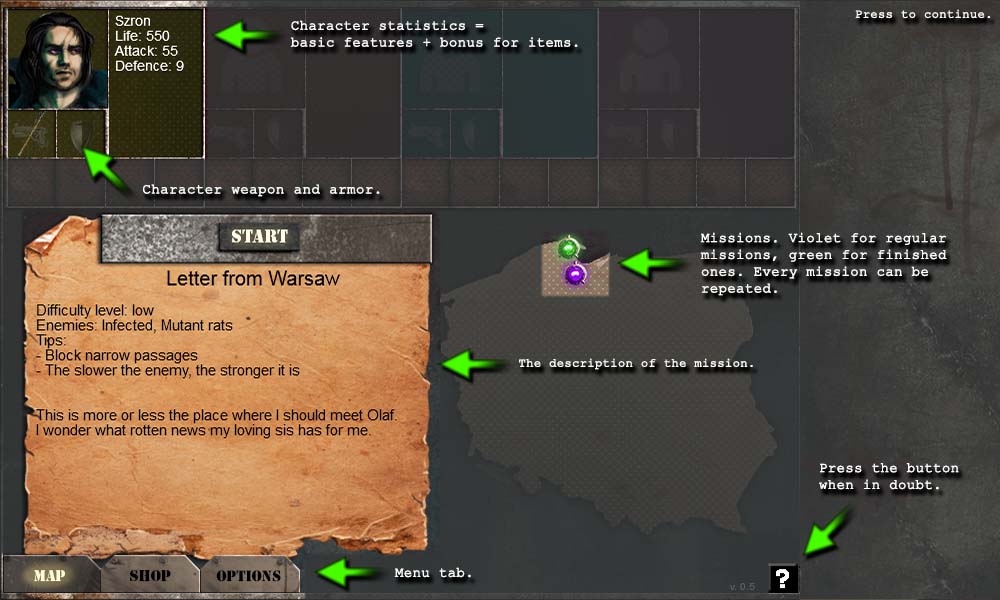 Szron
Life: 550
Attack: 55
Defence: 9
Character statistics =
basic features + bonus for items.
Press to continue.
Character weapon and armor.
START
Letter from Warsaw
Difficulty level: low
Enemies: Infected, Mutant rats
Tips:
- Block narrow passages
- The slower the enemy, the stronger it is
This is more or less the place where I should meet Olaf.
I wonder what rotten news my loving sis has for me.
Missions. Violet for regular
missions, green for finished
ones. Every mission can be
repeated.
The description of the mission.
Press the button
when in doubt.
MAP
SHOP
OPTIONS
Menu tab.
v. 0.5
?